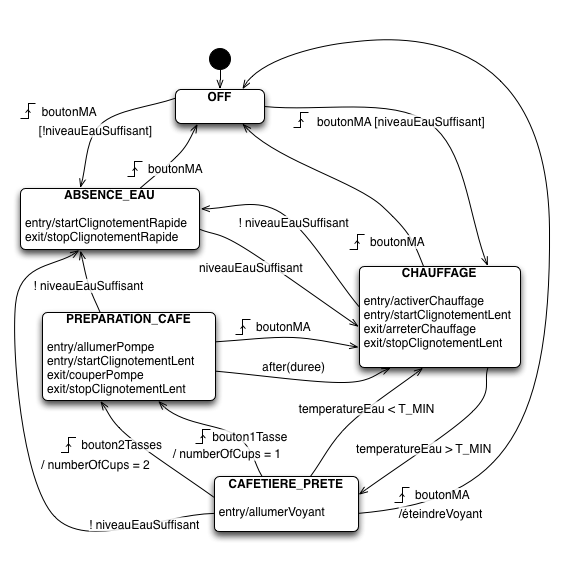 OFF
boutonMA
[!niveauEauSuffisant]
boutonMA [niveauEauSuffisant]
boutonMA
ABSENCE_EAU
entry/startClignotementRapide
exit/stopClignotementRapide
! niveauEauSuffisant
boutonMA
niveauEauSuffisant
CHAUFFAGE
entry/activerChauffage
entry/startClignotementLent
exit/arreterChauffage
exit/stopClignotementLent
! niveauEauSuffisant
PREPARATION_CAFE
entry/allumerPompe
entry/startClignotementLent
exit/couperPompe
exit/stopClignotementLent
boutonMA
after(duree)
temperatureEau < T_MIN
bouton2Tasses
/ numberOfCups = 2
bouton1Tasse
/ numberOfCups = 1
temperatureEau > T_MIN
CAFETIERE_PRETE
entry/allumerVoyant
boutonMA
/éteindreVoyant
! niveauEauSuffisant